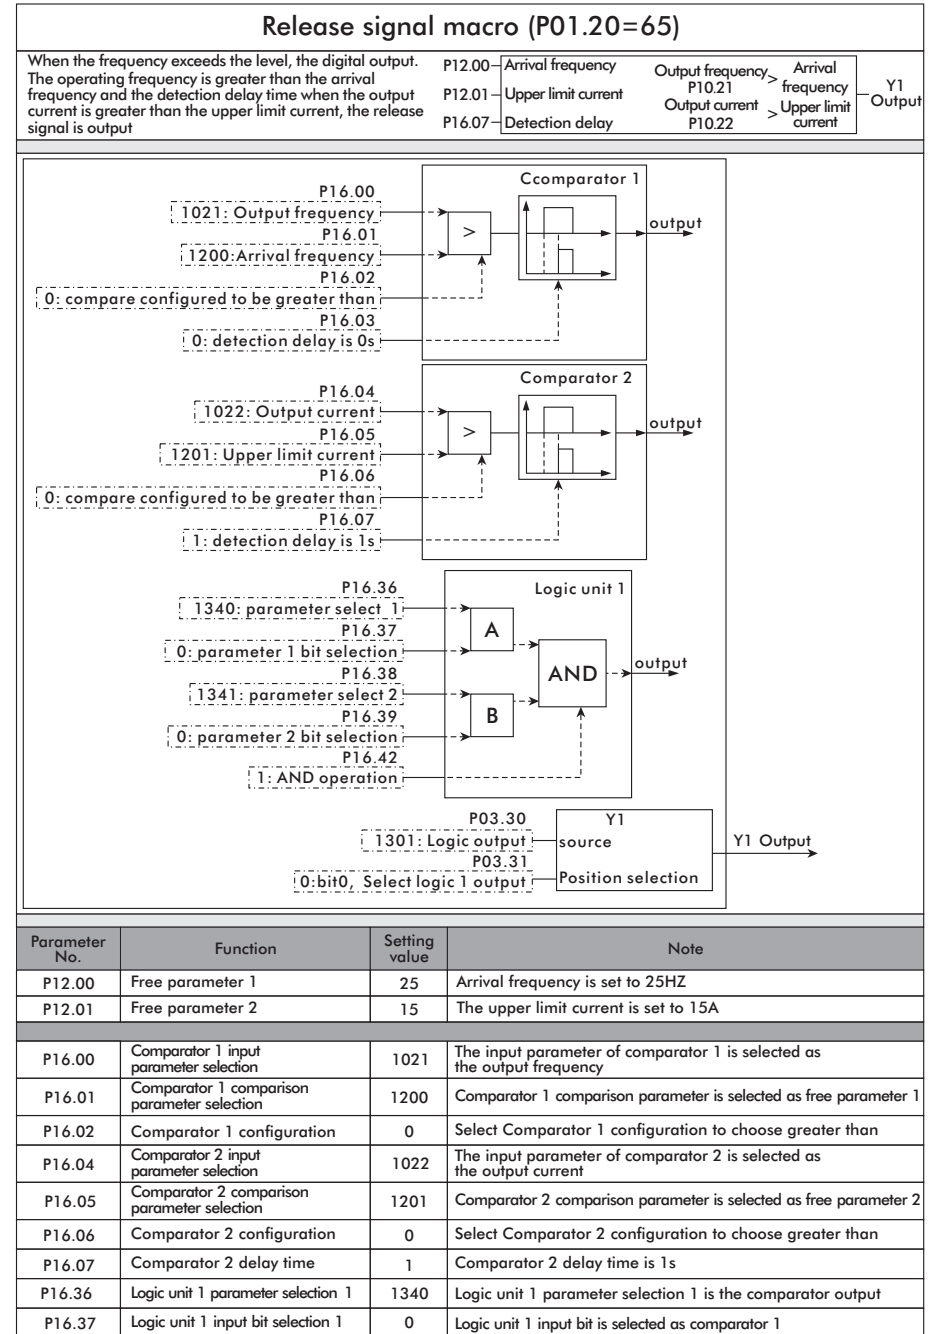 Release signal macro (P01.20=65)
When the frequency exceeds the level, the digital output.
The operating frequency is greater than the arrival
frequency and the detection delay time when the output
current is greater than the upper limit current, the release
signal is output
P12.00 Arrival frequency
P12.01 Upper limit current
P16.07 Detection delay
Output frequency > Arrival
P10.21 frequency
Output current > Upper limit
P10.22 current
Y1
Output
Ccomparator 1
P16.00
1021: Output frequency
P16.01
1200:Arrival frequency
P16.02
0: compare configured to be greater than
P16.03
0: detection delay is 0s
>
output
Comparator 2
P16.04
1022: Output current
P16.05
1201: Upper limit current
P16.06
0: compare configured to be greater than
P16.07
1: detection delay is 1s
>
output
Logic unit 1
P16.36
1340: parameter select 1
P16.37
0: parameter 1 bit selection
P16.38
1341: parameter select 2
P16.39
0: parameter 2 bit selection
P16.42
1: AND operation
A
B
AND
output
P03.30
1301: Logic output
P03.31
0:bit0, Select logic 1 output
Y1
source
Position selection
Y1 Output
Parameter No. Function Setting value Note
P12.00 Free parameter 1 25 Arrival frequency is set to 25HZ
P12.01 Free parameter 2 15 The upper limit current is set to 15A
P16.00 Comparator 1 input parameter selection 1021 The input parameter of comparator 1 is selected as the output frequency
P16.01 Comparator 1 comparison parameter selection 1200 Comparator 1 comparison parameter is selected as free parameter 1
P16.02 Comparator 1 configuration 0 Select Comparator 1 configuration to choose greater than
P16.04 Comparator 2 input parameter selection 1022 The input parameter of comparator 2 is selected as the output current
P16.05 Comparator 2 comparison parameter selection 1201 Comparator 2 comparison parameter is selected as free parameter 2
P16.06 Comparator 2 configuration 0 Select Comparator 2 configuration to choose greater than
P16.07 Comparator 2 delay time 1 Comparator 2 delay time is 1s
P16.36 Logic unit 1 parameter selection 1 1340 Logic unit 1 parameter selection 1 is the comparator output
P16.37 Logic unit 1 input bit selection 1 0 Logic unit 1 input bit is selected as comparator 1